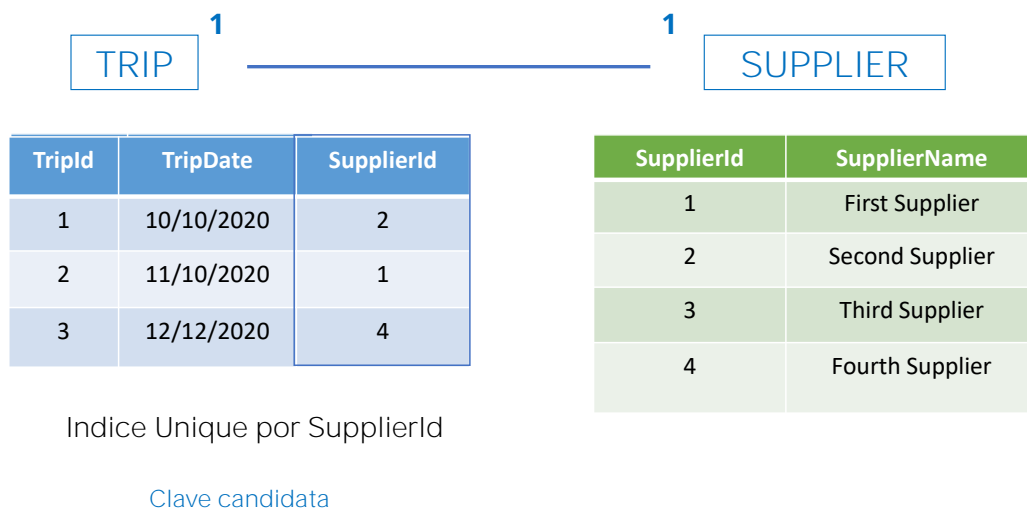 1 1
TRIP SUPPLIER
TripId TripDate SupplierId
1 10/10/2020 2
2 11/10/2020 1
3 12/12/2020 4
SupplierId SupplierName
1 First Supplier
2 Second Supplier
3 Third Supplier
4 Fourth Supplier
Indice Unique por SupplierId
Clave candidata